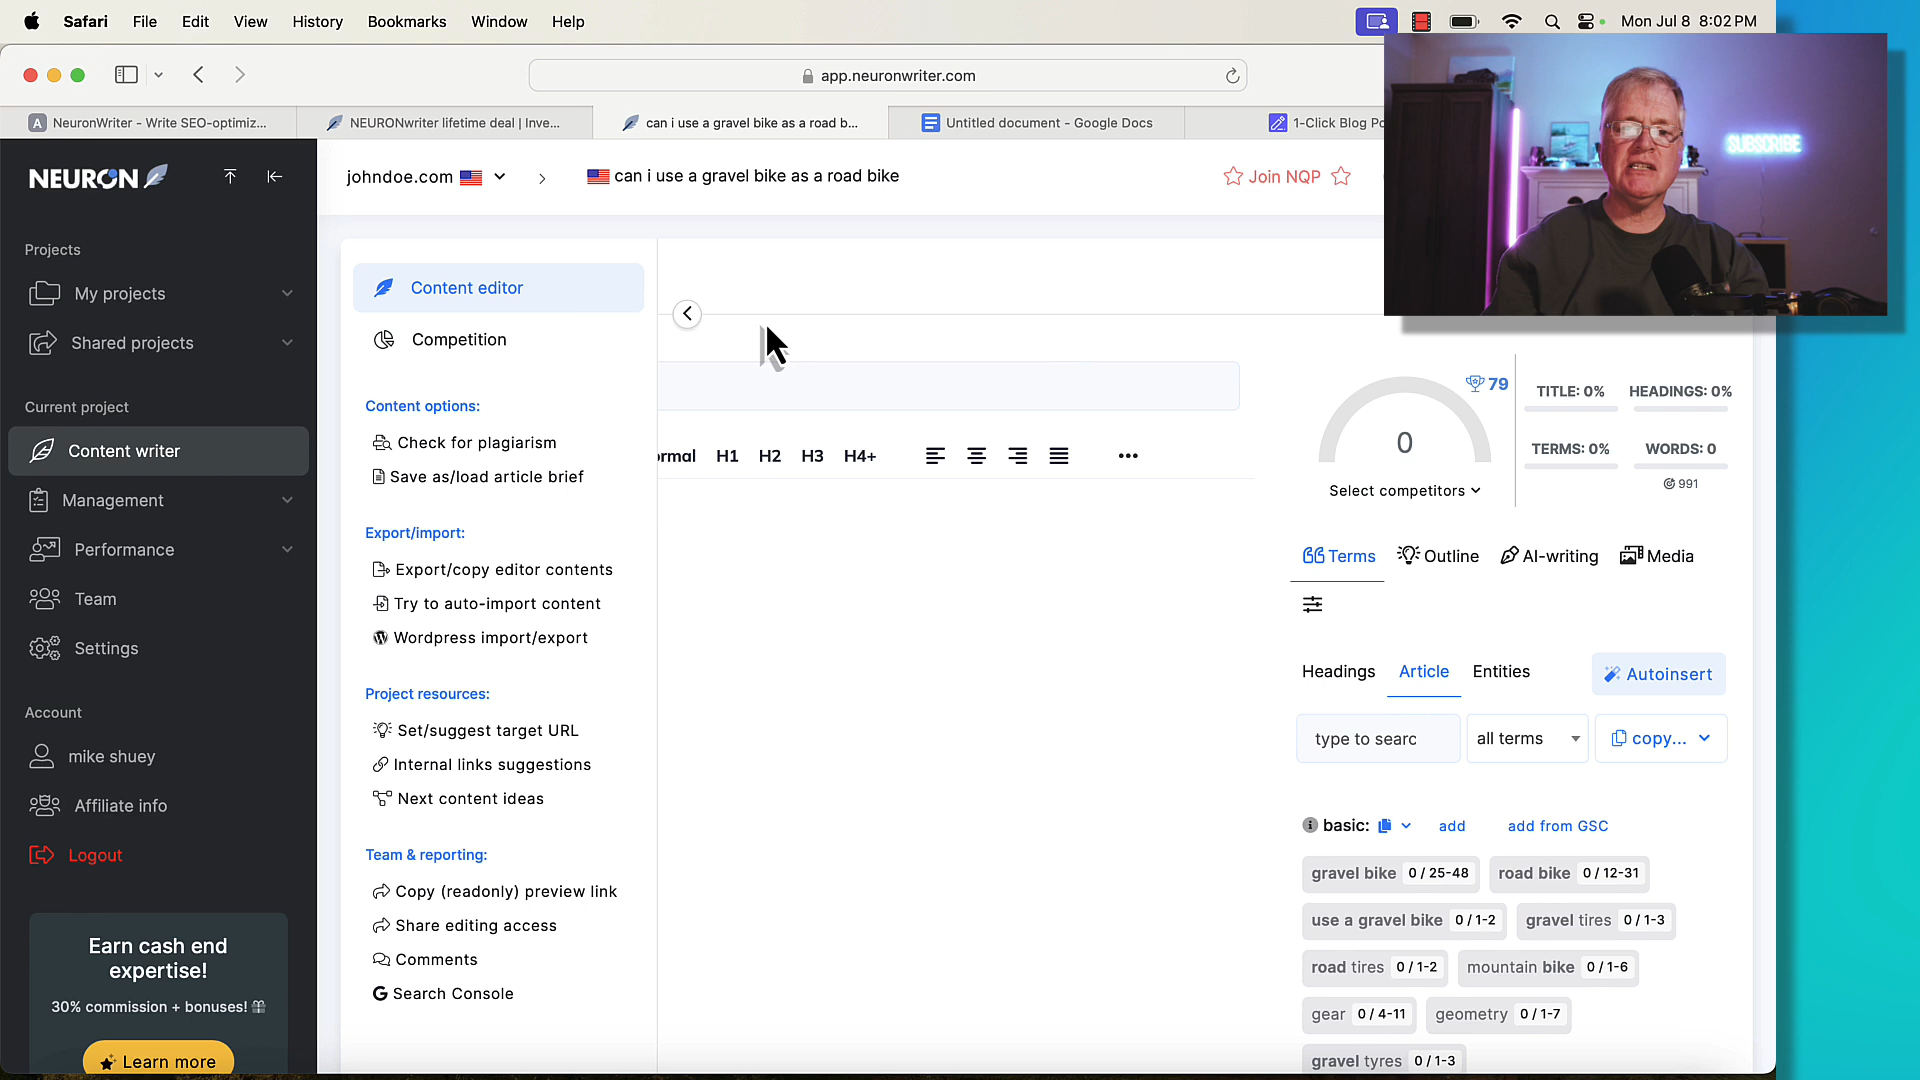 Safari File Edit View History Bookmarks Window Help Mon Jul 8 8:02 PM
app.neuronwriter.com
A NeuronWriter - Write SEO-optimiz...
NEURONwriter lifetime deal | Inve...
can i use a gravel bike as a road b...
Untitled document - Google Docs
1-Click Blog Po
SUBSCRIBE
NEURON
johndoe.com
can i use a gravel bike as a road bike
Join NQP
Projects
My projects
Shared projects
Current project
Content writer
Management
Performance
Team
Settings
Account
mike shuey
Affiliate info
Logout
Earn cash end
expertise!
30% commission + bonuses!
Learn more
Content editor
Competition
Content options:
Check for plagiarism
Save as/load article brief
Export/import:
Export/copy editor contents
Try to auto-import content
Wordpress import/export
Project resources:
Set/suggest target URL
Internal links suggestions
Next content ideas
Team & reporting:
Copy (readonly) preview link
Share editing access
Comments
G Search Console
ormal H1 H2 H3 H4+ •••
79
0
Select competitors
TITLE: 0% HEADINGS: 0%
TERMS: 0% WORDS: 0
991
Terms Outline AI-writing Media
Headings Article Entities Autoinsert
type to searc all terms copy...
basic: add add from GSC
gravel bike 0 / 25-48 road bike 0 / 12-31
use a gravel bike 0 / 1-2 gravel tires 0 / 1-3
road tires 0 / 1-2 mountain bike 0 / 1-6
gear 0 / 4-11 geometry 0 / 1-7
gravel tyres 0 / 1-3